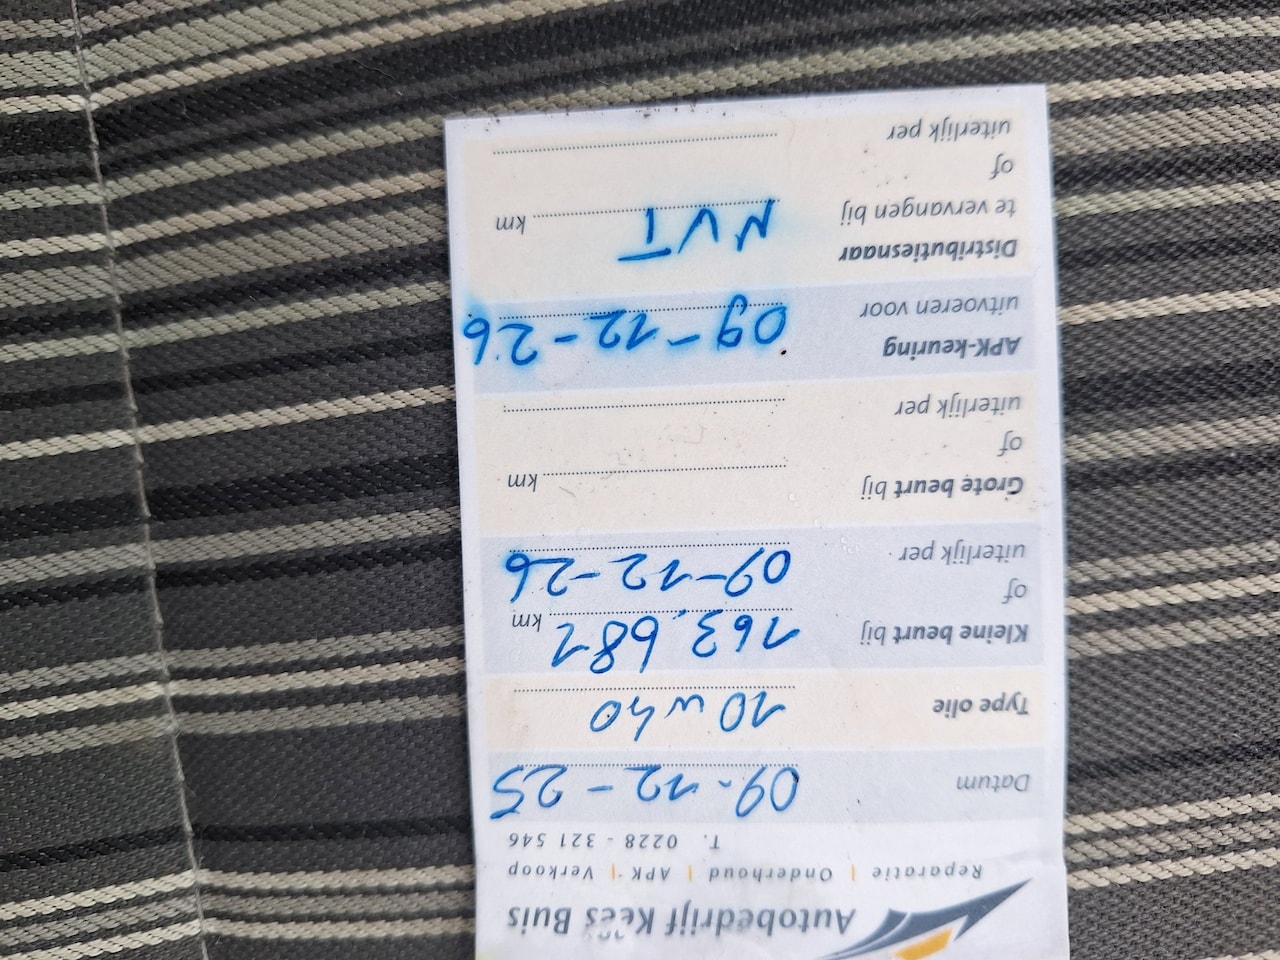 Autobedrijf Kees Buis
Reparatie | Onderhoud | APK | Verkoop
T. 0228 - 321 546
Datum 09-12-25
Type olie 10w40
Kleine beurt bij 163.681 km
of
uiterlijk per 09-12-26
Grote beurt bij km
of
uiterlijk per
APK-keuring
uitvoeren voor 09-12-26
Distributiesnaar
te vervangen bij NVT km
of
uiterlijk per